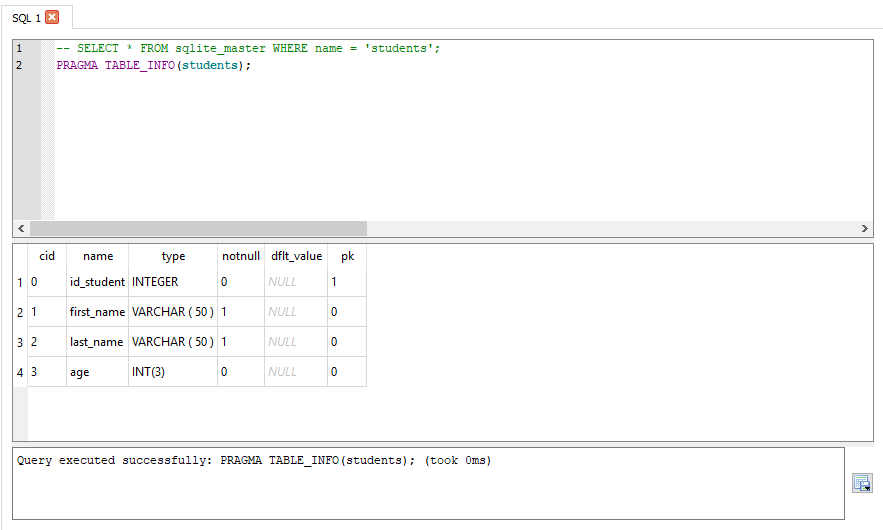 SQL 1
1 -- SELECT * FROM sqlite_master WHERE name = 'students';
2 PRAGMA TABLE_INFO(students);
cid name type notnull dflt_value pk
1 0 id_student INTEGER 0 NULL 1
2 1 first_name VARCHAR ( 50 ) 1 NULL 0
3 2 last_name VARCHAR ( 50 ) 1 NULL 0
4 3 age INT(3) 0 NULL 0
Query executed successfully: PRAGMA TABLE_INFO(students); (took 0ms)